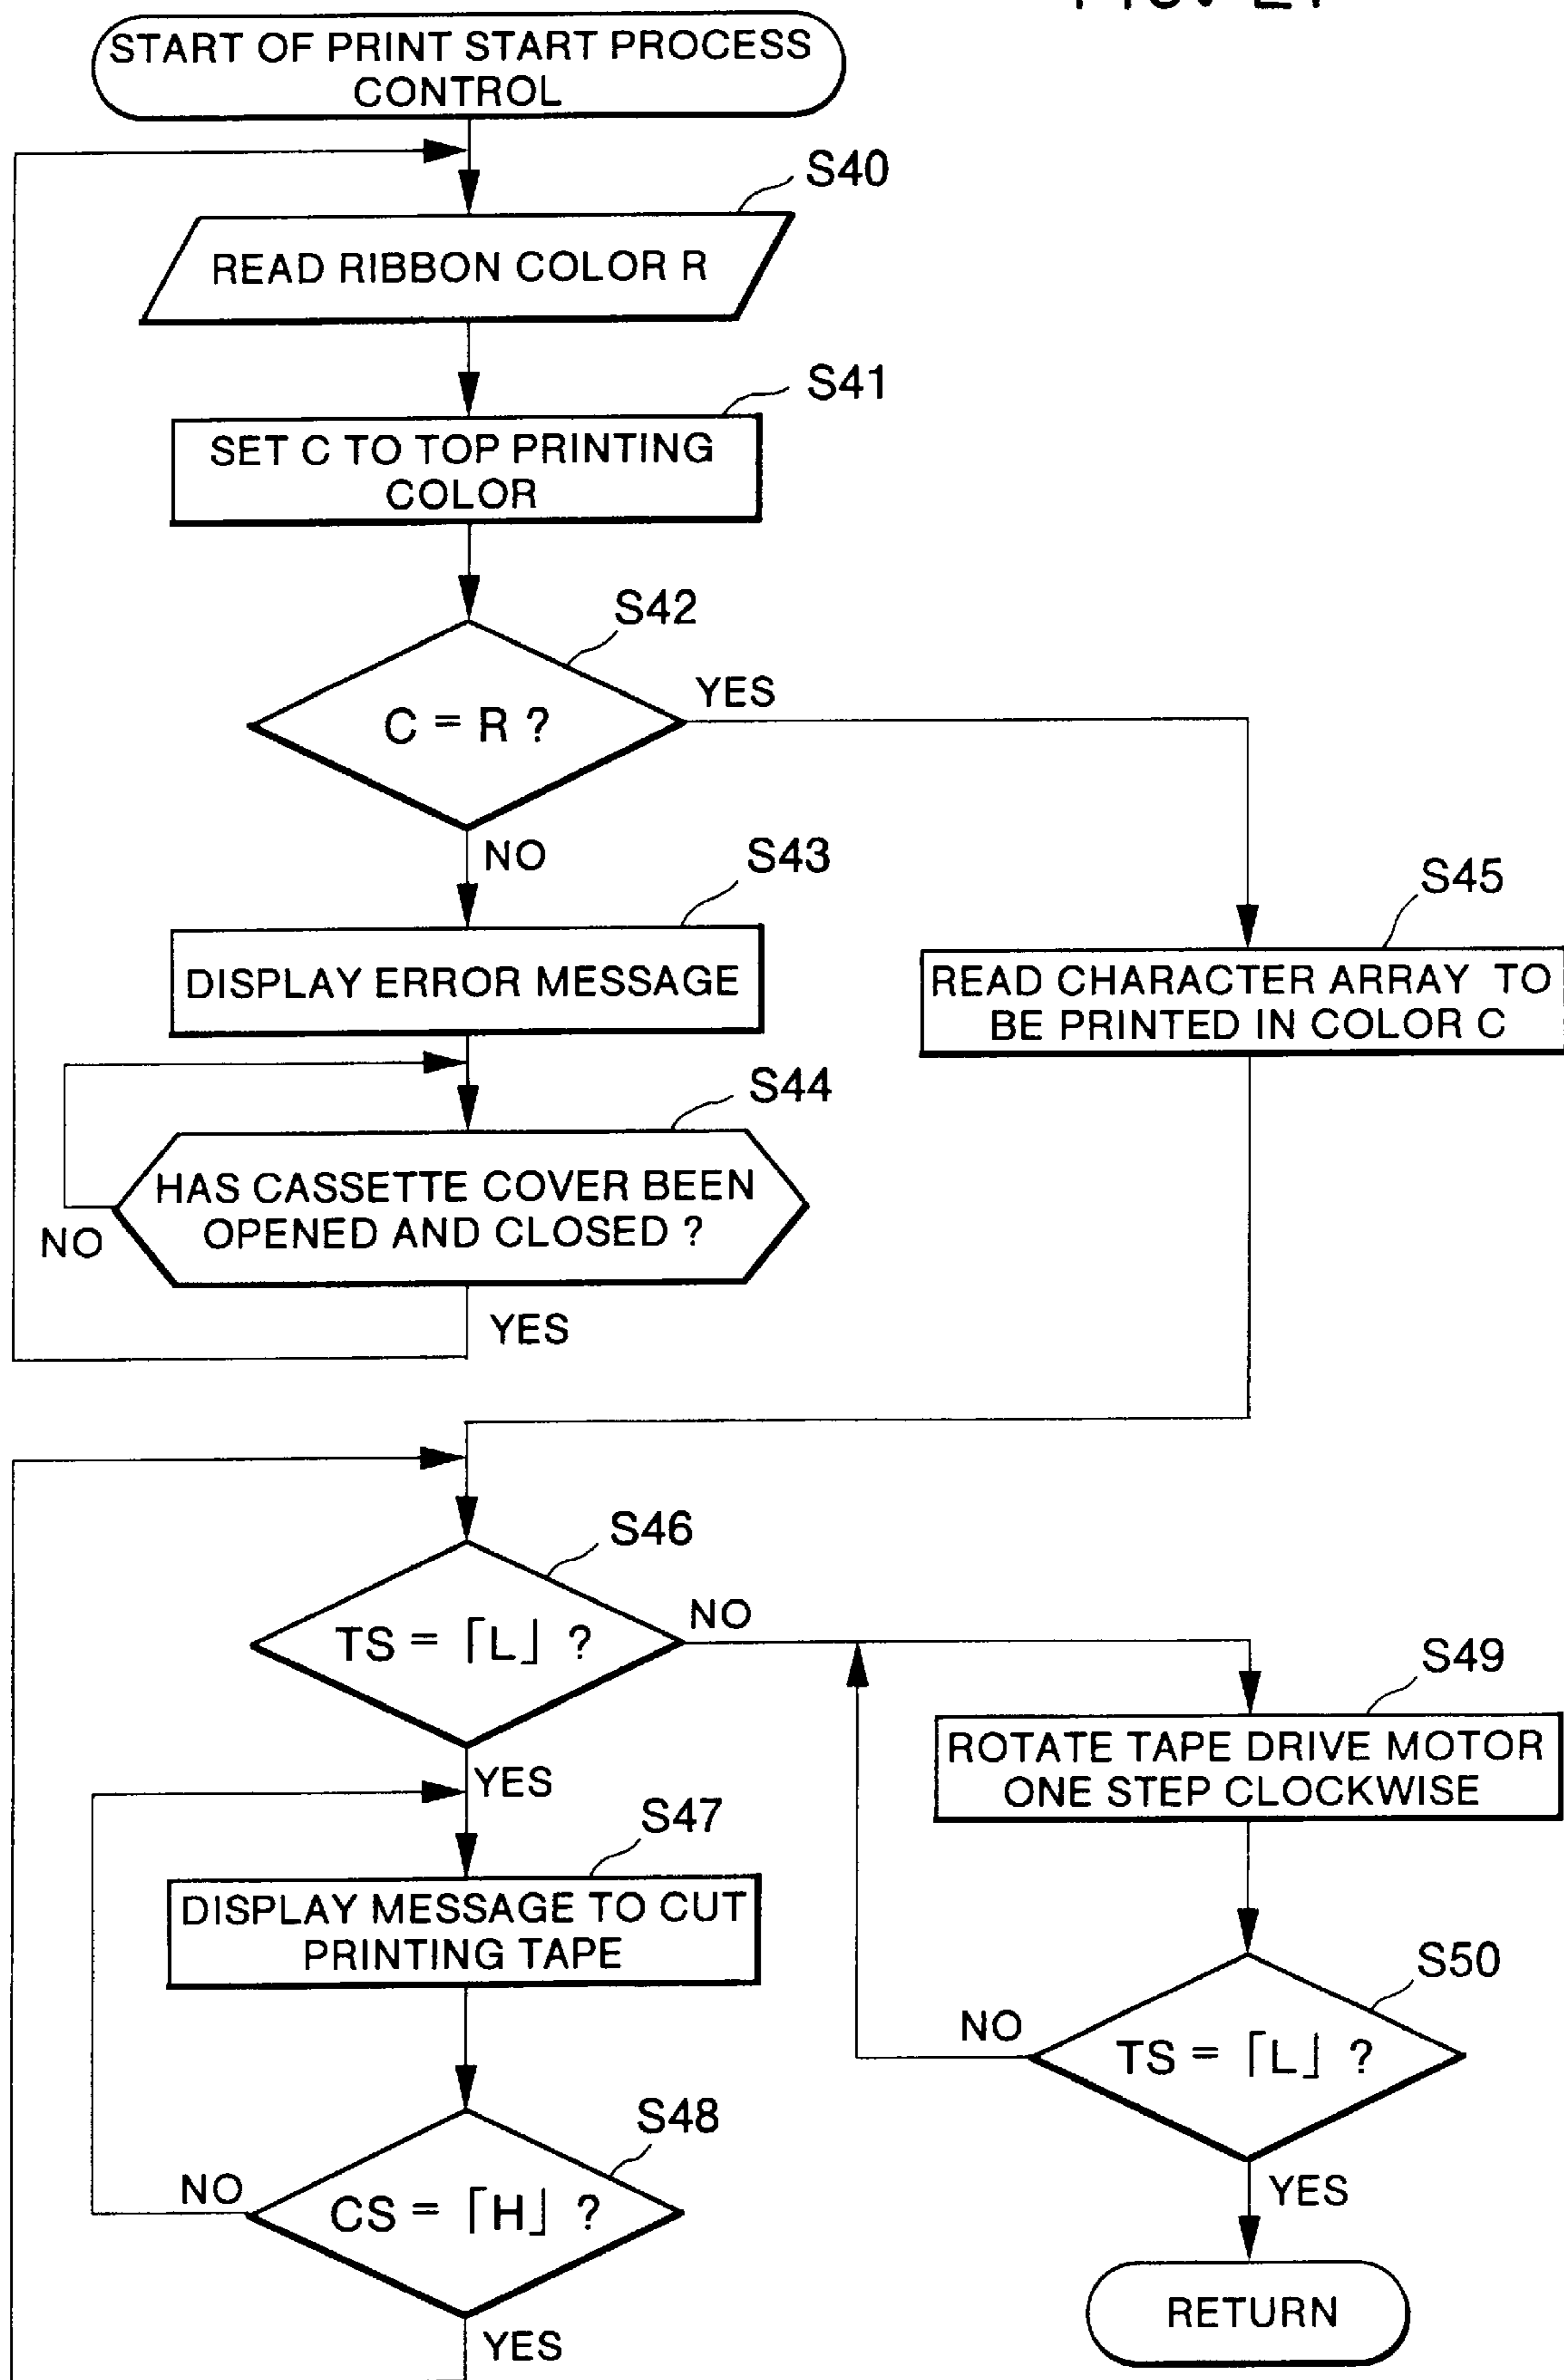 START OF PRINT START PROCESS
CONTROL
S40
READ RIBBON COLOR R
S41
SET C TO TOP PRINTING
COLOR
S42
C = R ?
YES
NO
S43
DISPLAY ERROR MESSAGE
S45
READ CHARACTER ARRAY TO
BE PRINTED IN COLOR C
S44
HAS CASSETTE COVER BEEN
OPENED AND CLOSED ?
NO
YES
S46
TS = ⌈L⌋ ?
NO
YES
S49
ROTATE TAPE DRIVE MOTOR
ONE STEP CLOCKWISE
S47
DISPLAY MESSAGE TO CUT
PRINTING TAPE
S50
TS = ⌈L⌋ ?
NO
YES
S48
CS = ⌈H⌋ ?
NO
YES
RETURN